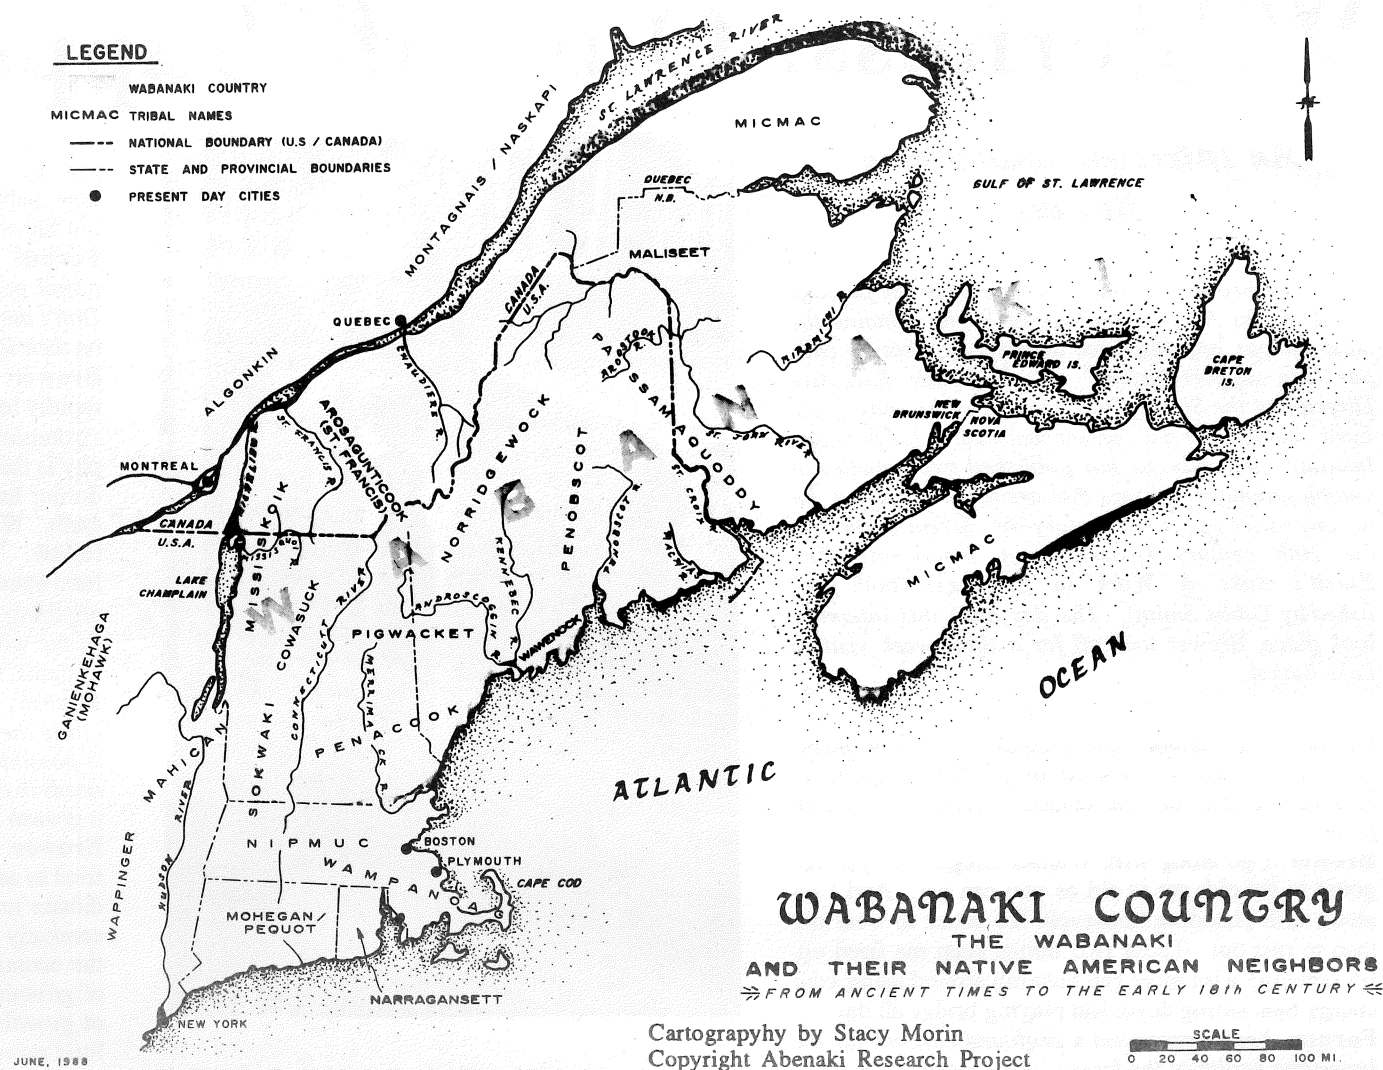 LEGEND
WABANAKI COUNTRY
MICMAC TRIBAL NAMES
NATIONAL BOUNDARY (U.S / CANADA)
STATE AND PROVINCIAL BOUNDARIES
PRESENT DAY CITIES
ST. LAWRENCE RIVER
MICMAC
MONTAGNAIS / NASKAPI
QUEBEC
N.B.
GULF OF ST. LAWRENCE
MALISEET
CANADA
U.S.A.
QUEBEC
AROOSTOOK R.
MIRIMICHI R.
PRINCE
EDWARD IS.
CAPE
BRETON
IS.
ALGONKIN
CHAUDIERE R.
ST. FRANCIS R.
AROSAGUNTICOOK
(ST. FRANCIS)
PASSAMAQUODDY
NEW
BRUNSWICK
NOVA
SCOTIA
ST. JOHN RIVER
MONTREAL
RICHELIEU R.
MISSISKOIK
NORRIDGEWOCK
PENOBSCOT
PENOBSCOT R.
ST. CROIX R.
CANADA
U.S.A.
WABANAKI
LAKE
CHAMPLAIN
COWASUCK
CONNECTICUT RIVER
KENNEBEC R.
ANDROSCOGGIN R.
MICMAC
PIGWACKET
WAWENOCK
GANIENKEHAGA
(MOHAWK)
MERRIMACK R.
PENACOOK
SOKWAKI
MAHICAN
HUDSON RIVER
ATLANTIC
OCEAN
WAPPINGER
NIPMUC
BOSTON
PLYMOUTH
WAMPANOAG
CAPE COD
MOHEGAN/
PEQUOT
NARRAGANSETT
NEW YORK
WABANAKI COUNTRY
THE WABANAKI
AND THEIR NATIVE AMERICAN NEIGHBORS
FROM ANCIENT TIMES TO THE EARLY 18th CENTURY
Cartograpyhy by Stacy Morin
Copyright Abenaki Research Project
SCALE
0 20 40 60 80 100 MI.
JUNE, 1988